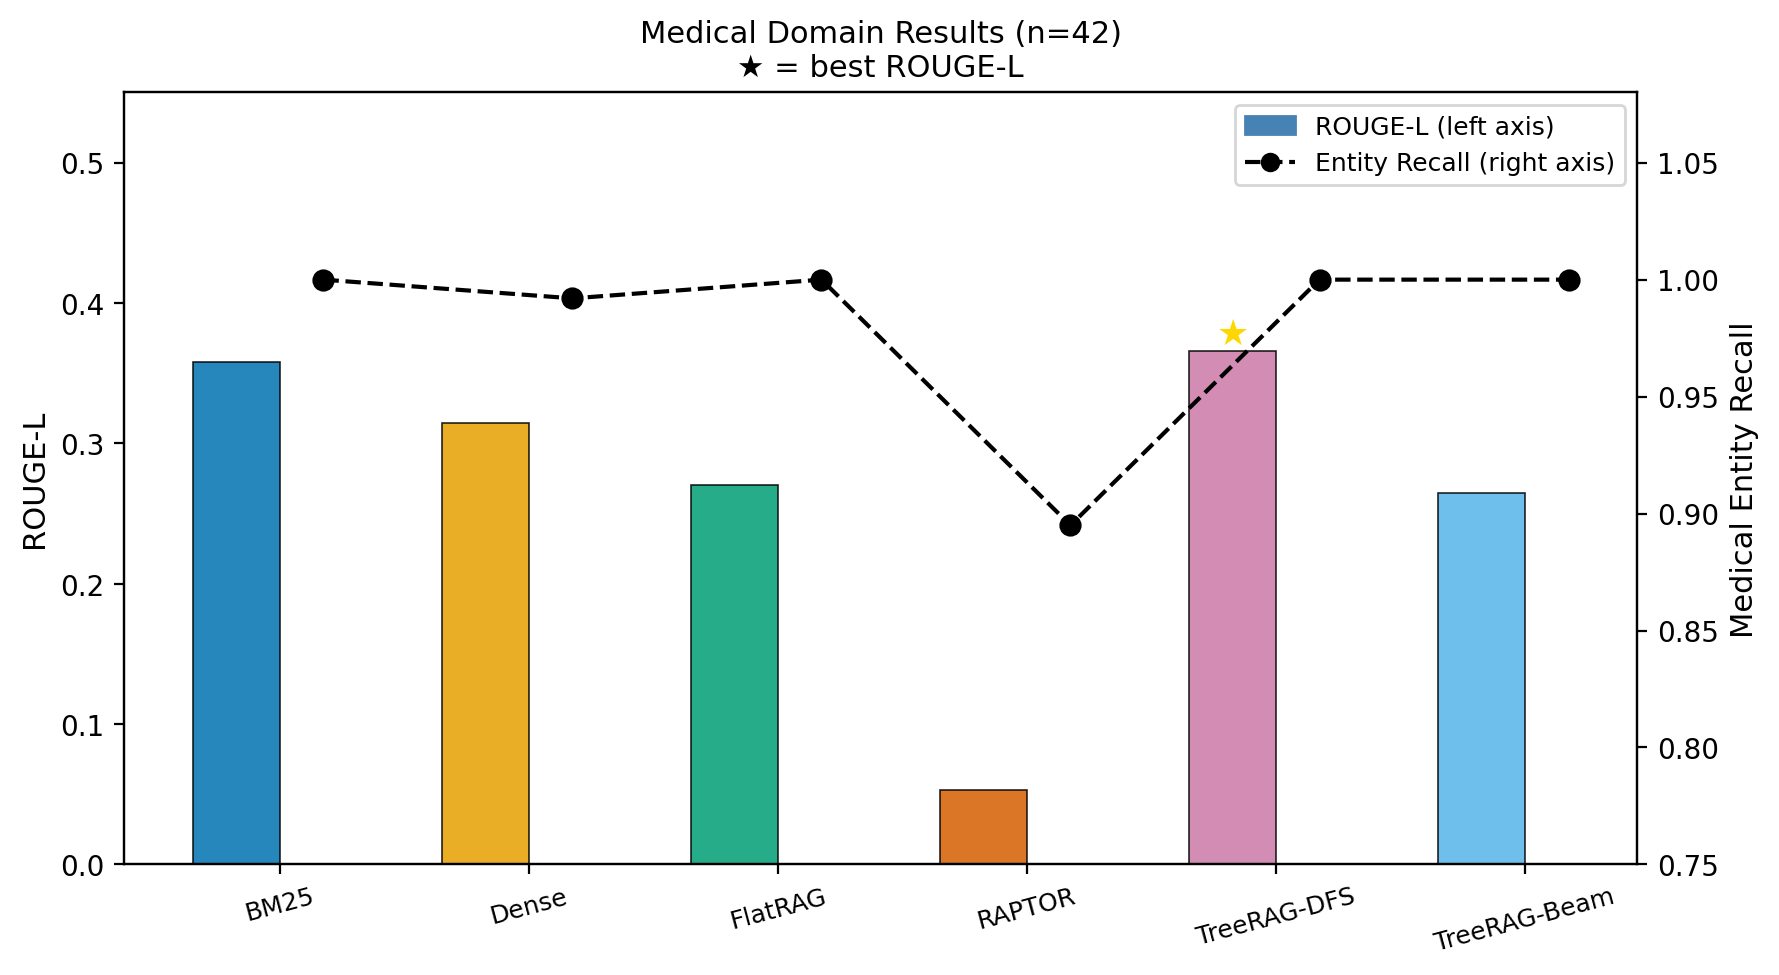 Medical Domain Results (n=42)
★ = best ROUGE-L
ROUGE-L (left axis)
Entity Recall (right axis)
ROUGE-L
0.5
0.4
0.3
0.2
0.1
0.0
1.05
1.00
0.95
0.90
0.85
0.80
0.75
Medical Entity Recall
BM25
Dense
FlatRAG
RAPTOR
TreeRAG-DFS
TreeRAG-Beam